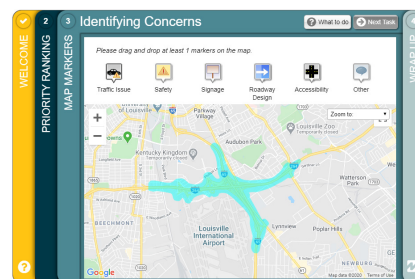 WELCOME
2
PRIORITY RANKING
3
MAP MARKERS
Identifying Concerns
What to do
Next Task
Please drag and drop at least 1 markers on the map.
Traffic Issue
Safety
Signage
Roadway
Design
Accessibility
Other
Zoom to:
University of
Louisville
Parkway
Village
Louisville Zoo
Temporarily closed
Audubon Park
Kentucky Kingdom
Temporarily closed
Watterson
Park
BEECHMONT
Louisville
International
Airport
Lynnview
Poplar Hills
NEWBURG
Google
Map data ©2020
Terms of Use